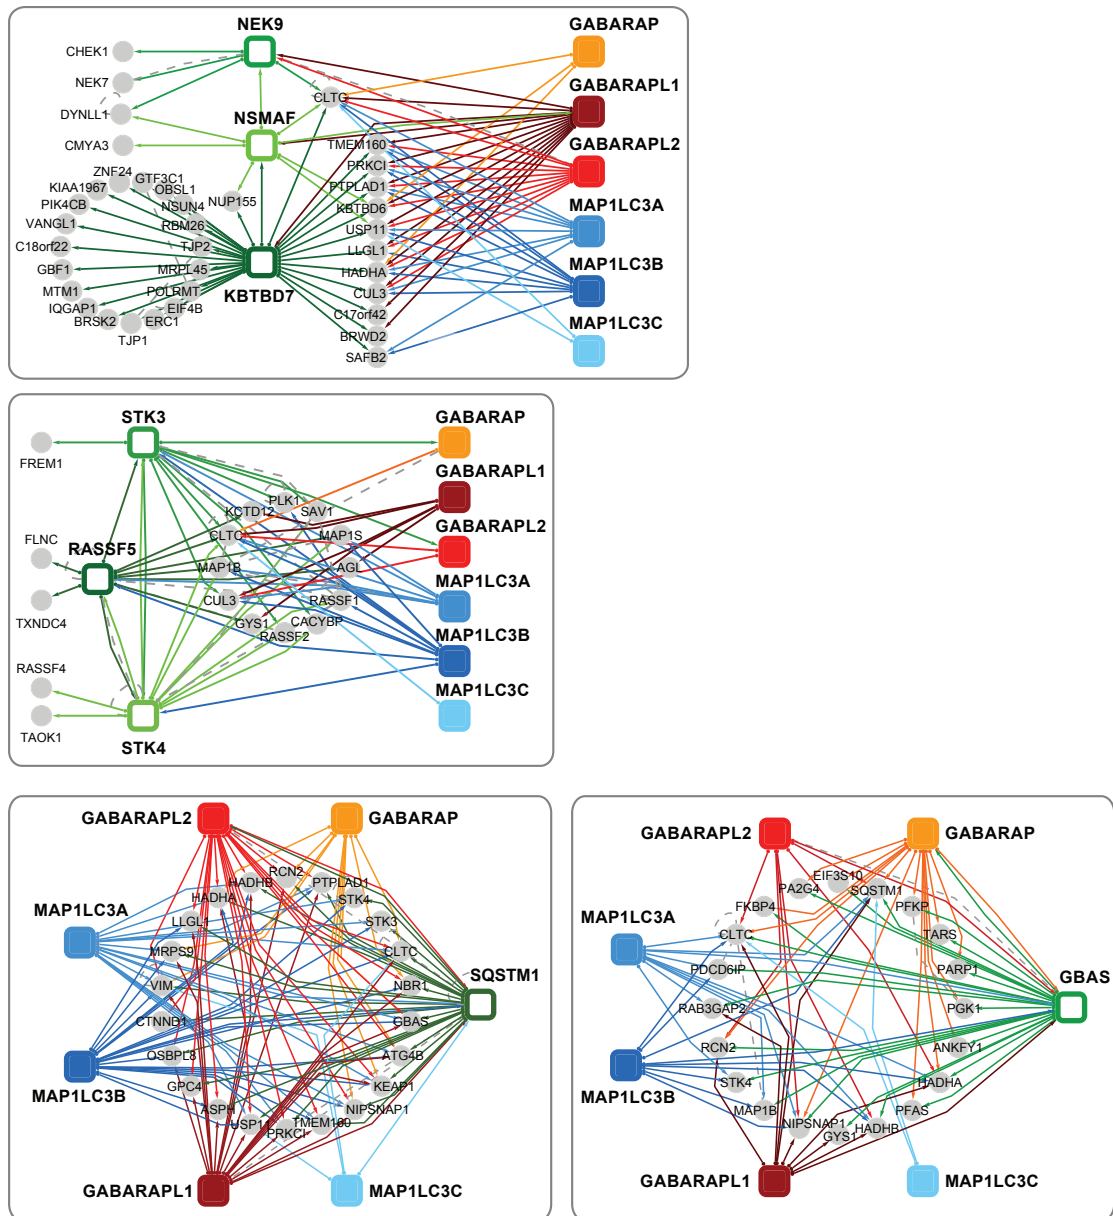 NEK9
GABARAP
CHEK1
NEK7
CLTC
GABARAPL1
DYNLL1
NSMAF
CMYA3
TMEM160
GABARAPL2
PRKCI
ZNF24
GTF3C1
KIAA1967
OBSL1
PTPLAD1
PIK4CB
NSUN4
NUP155
KBTBD6
MAP1LC3A
VANGL1
RBM26
USP11
C18orf22
TJP2
LLGL1
GBF1
MRPL45
HADHA
MAP1LC3B
MTM1
POLRMT
KBTBD7
CUL3
IQGAP1
EIF4B
C17orf42
BRSK2
ERC1
MAP1LC3C
TJP1
BRWD2
SAFB2
STK3
GABARAP
FREM1
GABARAPL1
PLK1
KCTD12
SAV1
FLNC
CLTC
MAP1S
GABARAPL2
RASSF5
MAP1B
AGL
MAP1LC3A
TXNDC4
CUL3
RASSF1
GYS1
CACYBP
RASSF2
MAP1LC3B
RASSF4
MAP1LC3C
TAOK1
STK4
GABARAPL2
GABARAP
RCN2
HADHB
PTPLAD1
HADHA
STK4
MAP1LC3A
LLGL1
STK3
MRPS9
CLTC
SQSTM1
VIM
NBR1
CTNND1
GBAS
OSBPL8
ATG4B
MAP1LC3B
GPC4
KEAP1
ASPH
NIPSNAP1
USP11
TMEM160
PRKCI
GABARAPL1
MAP1LC3C
GABARAPL2
GABARAP
EIF3S10
PA2G4
SQSTM1
FKBP4
PFKP
MAP1LC3A
CLTC
TARS
PDCD6IP
PARP1
GBAS
RAB3GAP2
PGK1
RCN2
ANKFY1
STK4
HADHA
MAP1LC3B
MAP1B
PFAS
NIPSNAP1
HADHB
GYS1
GABARAPL1
MAP1LC3C